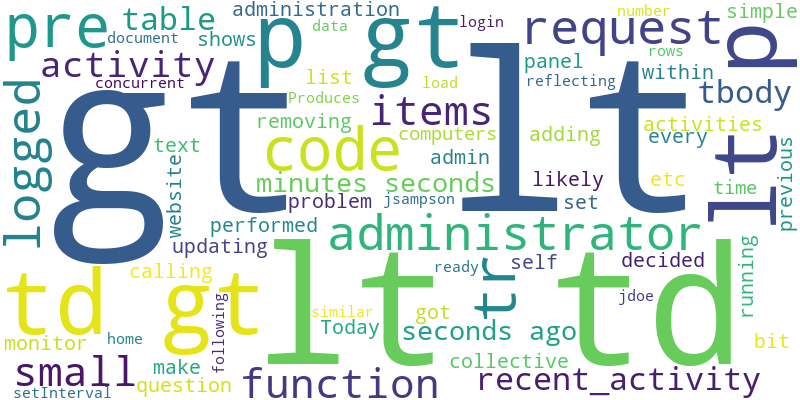 pre table administration number simple
document shows data p gt login request p
activity concurrent list load panel rows
logged gt Produces items reflecting within tbody
removing computers adding activities
text code admin every lt
website minutes seconds likely etc time previous
problem jsampson set
performed administrator
updating calling ready self decided running
td gt lt tr td
following similar got jdoe
monitor home Today seconds ago bit
make collective
small question function recent_activity
setInterval
lt